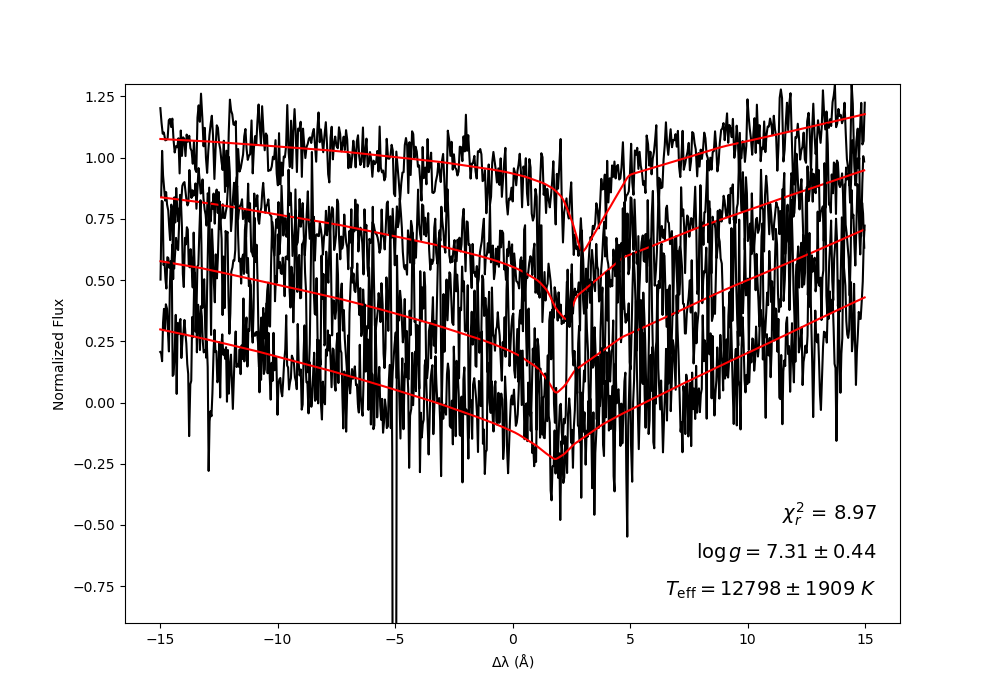 1.25
1.00
0.75
0.50
0.25
0.00
−0.25
−0.50
−0.75
Normalized Flux
χ²ᵣ = 8.97
log g = 7.31 ± 0.44
T_eff = 12798 ± 1909 K
−15 −10 −5 0 5 10 15
Δλ (Å)